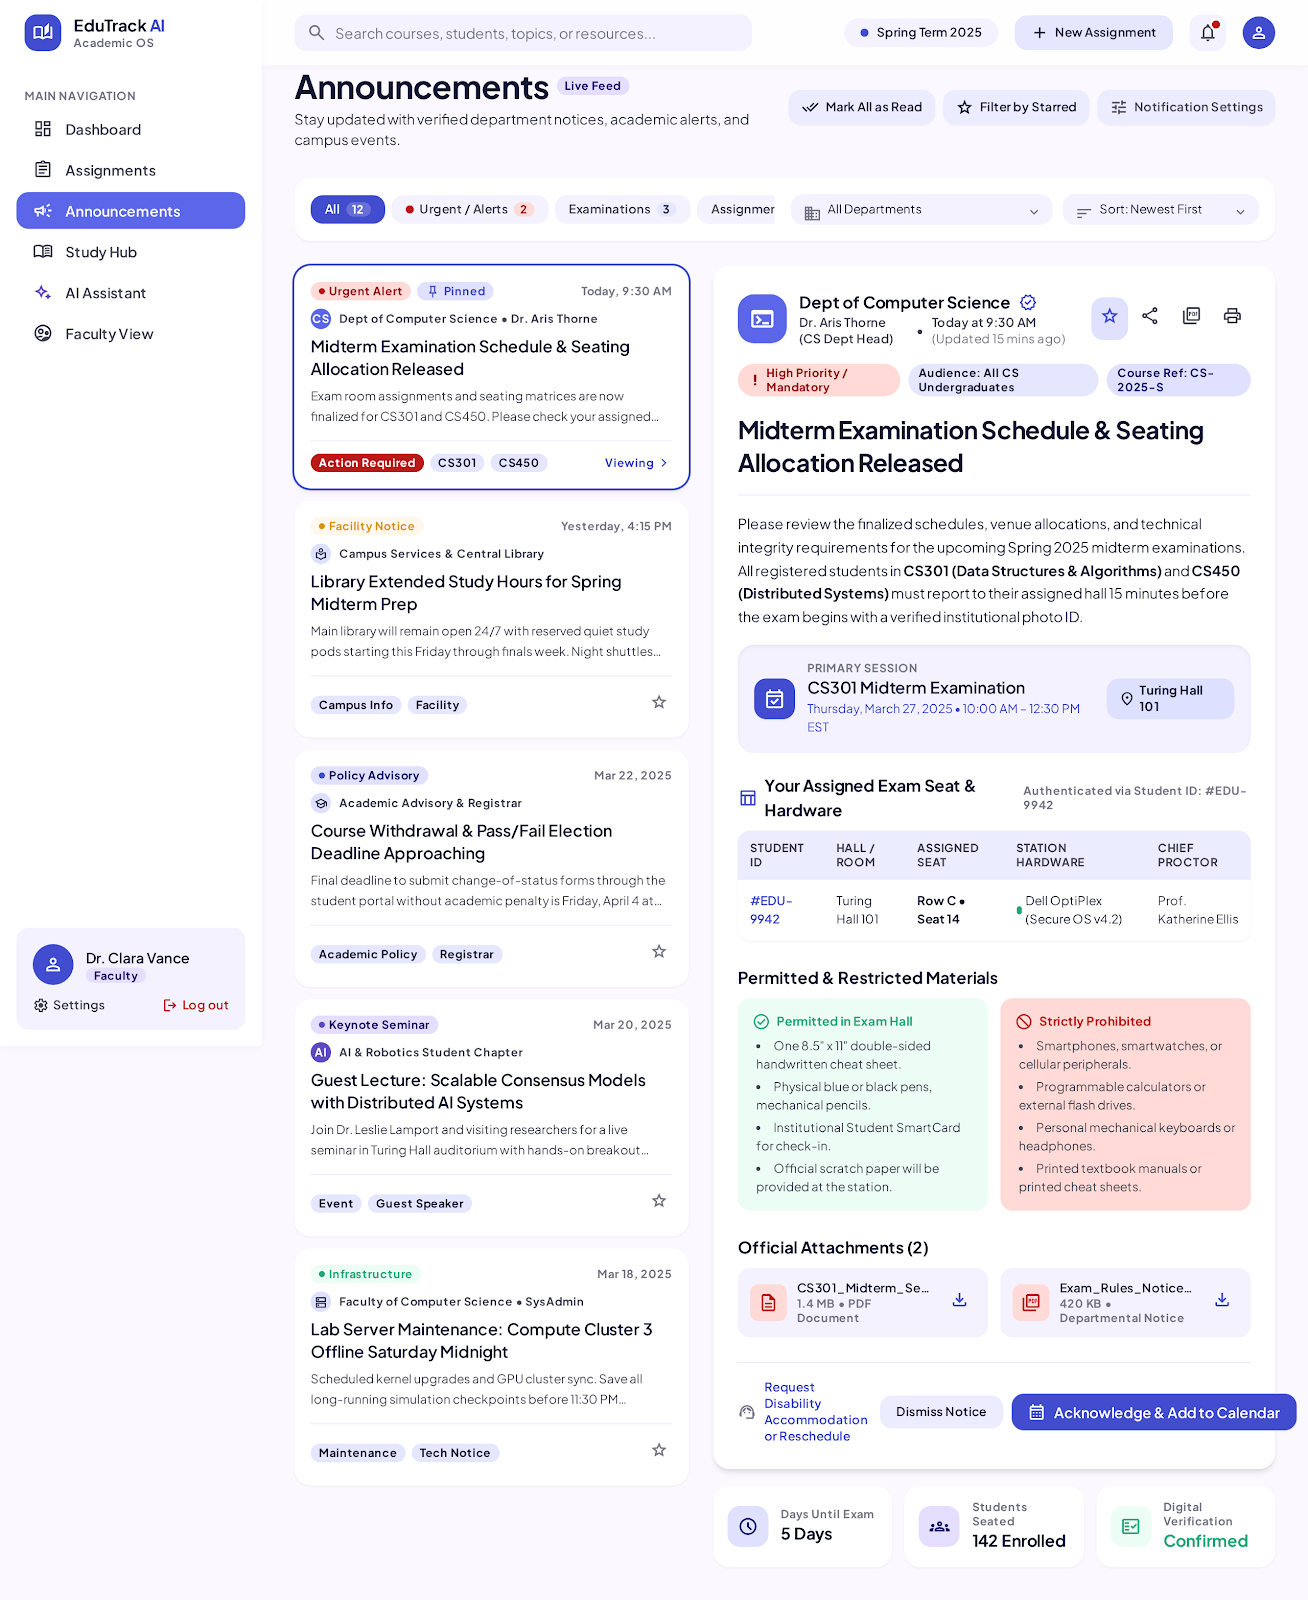 EduTrack AI
Academic OS
MAIN NAVIGATION
Dashboard
Assignments
Announcements
Study Hub
AI Assistant
Faculty View
Dr. Clara Vance
Faculty
Settings
Log out
Search courses, students, topics, or resources...
Spring Term 2025
New Assignment
Announcements
Live Feed
Stay updated with verified department notices, academic alerts, and
campus events.
Mark All as Read
Filter by Starred
Notification Settings
All 12
Urgent / Alerts 2
Examinations 3
Assignmer
All Departments
Sort: Newest First
Urgent Alert
Pinned
Today, 9:30 AM
CS
Dept of Computer Science • Dr. Aris Thorne
Midterm Examination Schedule & Seating
Allocation Released
Exam room assignments and seating matrices are now
finalized for CS301 and CS450. Please check your assigned...
Action Required
CS301
CS450
Viewing
Facility Notice
Yesterday, 4:15 PM
Campus Services & Central Library
Library Extended Study Hours for Spring
Midterm Prep
Main library will remain open 24/7 with reserved quiet study
pods starting this Friday through finals week. Night shuttles...
Campus Info
Facility
Policy Advisory
Mar 22, 2025
Academic Advisory & Registrar
Course Withdrawal & Pass/Fail Election
Deadline Approaching
Final deadline to submit change-of-status forms through the
student portal without academic penalty is Friday, April 4 at...
Academic Policy
Registrar
Keynote Seminar
Mar 20, 2025
AI
AI & Robotics Student Chapter
Guest Lecture: Scalable Consensus Models
with Distributed AI Systems
Join Dr. Leslie Lamport and visiting researchers for a live
seminar in Turing Hall auditorium with hands-on breakout...
Event
Guest Speaker
Infrastructure
Mar 18, 2025
Faculty of Computer Science • SysAdmin
Lab Server Maintenance: Compute Cluster 3
Offline Saturday Midnight
Scheduled kernel upgrades and GPU cluster sync. Save all
long-running simulation checkpoints before 11:30 PM...
Maintenance
Tech Notice
Dept of Computer Science
Dr. Aris Thorne
(CS Dept Head)
•
Today at 9:30 AM
(Updated 15 mins ago)
PDF
High Priority /
Mandatory
Audience: All CS
Undergraduates
Course Ref: CS-
2025-S
Midterm Examination Schedule & Seating
Allocation Released
Please review the finalized schedules, venue allocations, and technical
integrity requirements for the upcoming Spring 2025 midterm examinations.
All registered students in CS301 (Data Structures & Algorithms) and CS450
(Distributed Systems) must report to their assigned hall 15 minutes before
the exam begins with a verified institutional photo ID.
PRIMARY SESSION
CS301 Midterm Examination
Thursday, March 27, 2025 • 10:00 AM – 12:30 PM
EST
Turing Hall
101
Your Assigned Exam Seat &
Hardware
Authenticated via Student ID: #EDU-
9942
STUDENT
ID
HALL /
ROOM
ASSIGNED
SEAT
STATION
HARDWARE
CHIEF
PROCTOR
#EDU-
9942
Turing
Hall 101
Row C •
Seat 14
Dell OptiPlex
(Secure OS v4.2)
Prof.
Katherine Ellis
Permitted & Restricted Materials
Permitted in Exam Hall
• One 8.5" x 11" double-sided
handwritten cheat sheet.
• Physical blue or black pens,
mechanical pencils.
• Institutional Student SmartCard
for check-in.
• Official scratch paper will be
provided at the station.
Strictly Prohibited
• Smartphones, smartwatches, or
cellular peripherals.
• Programmable calculators or
external flash drives.
• Personal mechanical keyboards or
headphones.
• Printed textbook manuals or
printed cheat sheets.
Official Attachments (2)
CS301_Midterm_Se...
1.4 MB • PDF
Document
PDF
Exam_Rules_Notice...
420 KB •
Departmental Notice
Request
Disability
Accommodation
or Reschedule
Dismiss Notice
Acknowledge & Add to Calendar
Days Until Exam
5 Days
Students
Seated
142 Enrolled
Digital
Verification
Confirmed